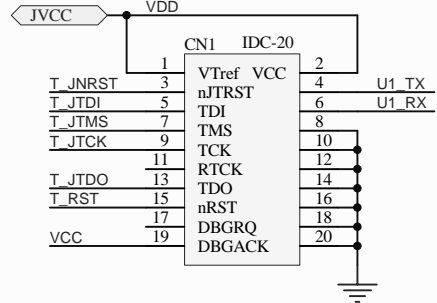 JVCC VDD
CN1 IDC-20
1 VTref VCC 2
T_JNRST 3 nJTRST 4 U1_TX
T_JTDI 5 TDI 6 U1_RX
T_JTMS 7 TMS 8
T_JTCK 9 TCK 10
11 RTCK 12
T_JTDO 13 TDO 14
T_RST 15 nRST 16
17 DBGRQ 18
VCC 19 DBGACK 20